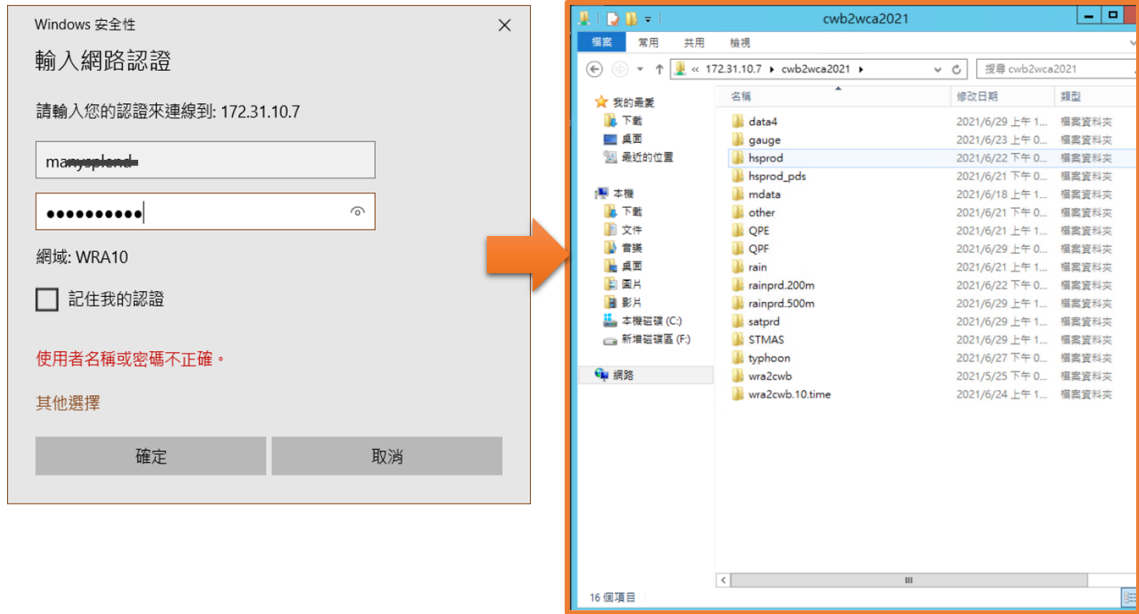 Windows 安全性
輸入網路認證
請輸入您的認證來連線到: 172.31.10.7
網域: WRA10
記住我的認證
使用者名稱或密碼不正確。
其他選擇
確定 取消
cwb2wca2021
檔案 常用 共用 檢視
« 172.31.10.7 cwb2wca2021 搜尋 cwb2wca2021
名稱 修改日期 類型
我的最愛
下載
桌面
最近的位置
本機
下載
文件
音樂
桌面
圖片
影片
本機磁碟 (C:)
新增磁碟區 (F:)
網路
data4 2021/6/29 上午 1... 檔案資料夾
gauge 2021/6/23 上午 0... 檔案資料夾
hsprod 2021/6/22 下午 0... 檔案資料夾
hsprod_pds 2021/6/21 下午 0... 檔案資料夾
mdata 2021/6/18 上午 1... 檔案資料夾
other 2021/6/21 下午 0... 檔案資料夾
QPE 2021/6/21 上午 1... 檔案資料夾
QPF 2021/6/29 上午 0... 檔案資料夾
rain 2021/6/21 上午 1... 檔案資料夾
rainprd.200m 2021/6/22 下午 0... 檔案資料夾
rainprd.500m 2021/6/29 上午 1... 檔案資料夾
satprd 2021/6/29 上午 1... 檔案資料夾
STMAS 2021/6/29 上午 1... 檔案資料夾
typhoon 2021/6/27 下午 0... 檔案資料夾
wra2cwb 2021/5/25 下午 0... 檔案資料夾
wra2cwb.10.time 2021/6/24 上午 1... 檔案資料夾
16 個項目